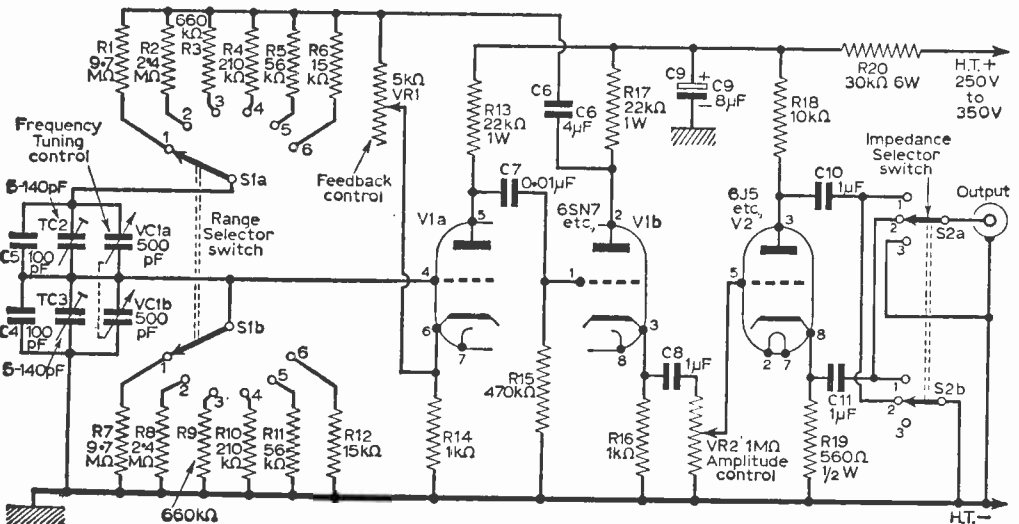 R1
9·7
MΩ
R2
2·4
MΩ
660
kΩ
R3
R4
210
kΩ
R5
56
kΩ
R6
15
kΩ
5kΩ
VR1
Feedback
control
1
2
3
4
5
6
S1a
Frequency
Tuning
control
5-140pF
TC2
C5
100
pF
VC1a
500
pF
Range
Selector
switch
TC3
C4
100
pF
VC1b
500
pF
5-140pF
S1b
1
2
3
4
5
6
R7
9·7
MΩ
R8
2·4
MΩ
R9
660kΩ
R10
210
kΩ
R11
56
kΩ
R12
15kΩ
R13
22kΩ
1W
C7
0·01μF
V1a
5
4
6
7
R14
1kΩ
R15
470kΩ
C6
C6
4μF
R17
22kΩ
1W
6SN7
etc,
V1b
2
1
3
8
R16
1kΩ
C8
1μF
VR2 1MΩ
Amplitude
control
C9
+
C9
8μF
R18
10kΩ
R20
30kΩ 6W
H.T.+
250V
to
350V
6J5
etc,
V2
3
5
8
2
7
C10
1μF
C11
1μF
R19
560Ω
1/2 W
Impedance
Selector
switch
1
2
3
S2a
Output
1
2
3
S2b
H.T.–